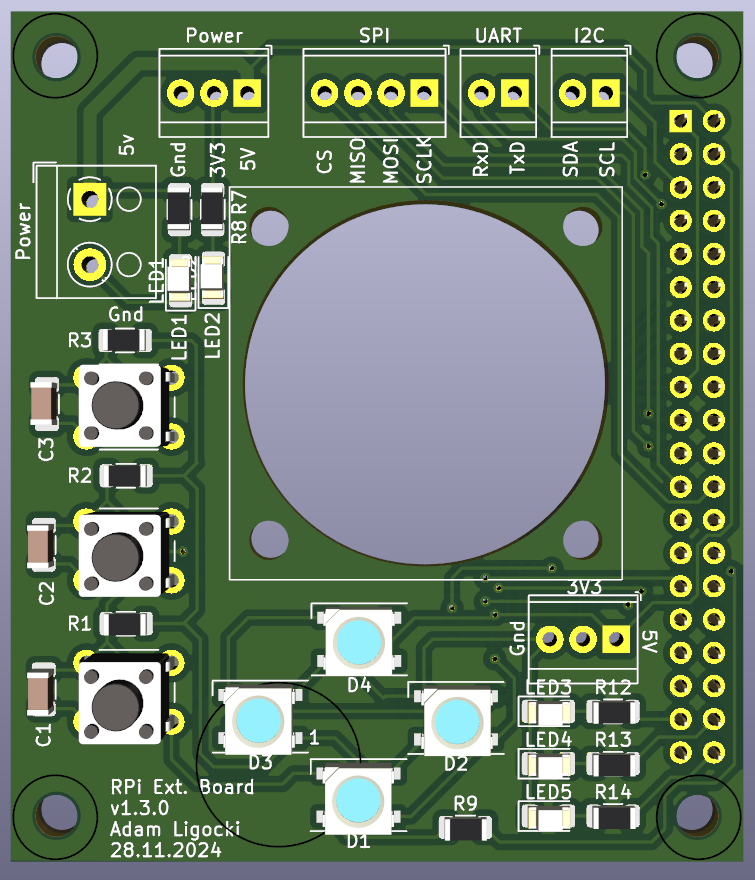 Power
SPI
UART
I2C
Gnd
3V3
5V
CS
MISO
MOSI
SCLK
RxD
TxD
SDA
SCL
5v
Power
R7
R8
LED1
Gnd
LED1
LED2
R3
C3
R2
C2
R1
C1
3V3
Gnd
5V
D4
LED3
R12
D3
1
D2
LED4
R13
LED5
R14
R9
D1
RPi Ext. Board
v1.3.0
Adam Ligocki
28.11.2024